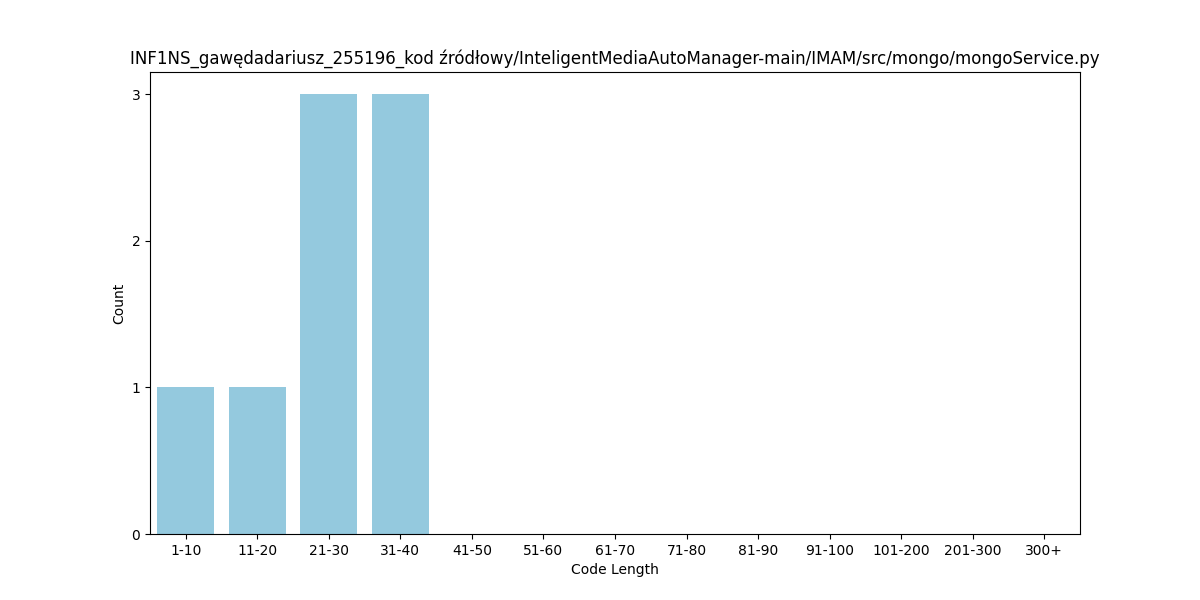 INF1NS_gawędadariusz_255196_kod źródłowy/InteligentMediaAutoManager-main/IMAM/src/mongo/mongoService.py
3
2
1
0
Count
1-10 11-20 21-30 31-40 41-50 51-60 61-70 71-80 81-90 91-100 101-200 201-300 300+
Code Length